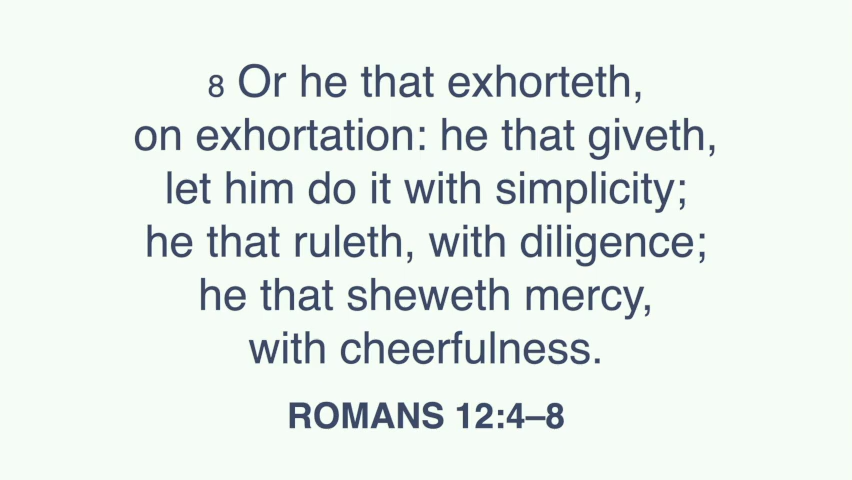 8 Or he that exhorteth,
on exhortation: he that giveth,
let him do it with simplicity;
he that ruleth, with diligence;
he that sheweth mercy,
with cheerfulness.
ROMANS 12:4–8